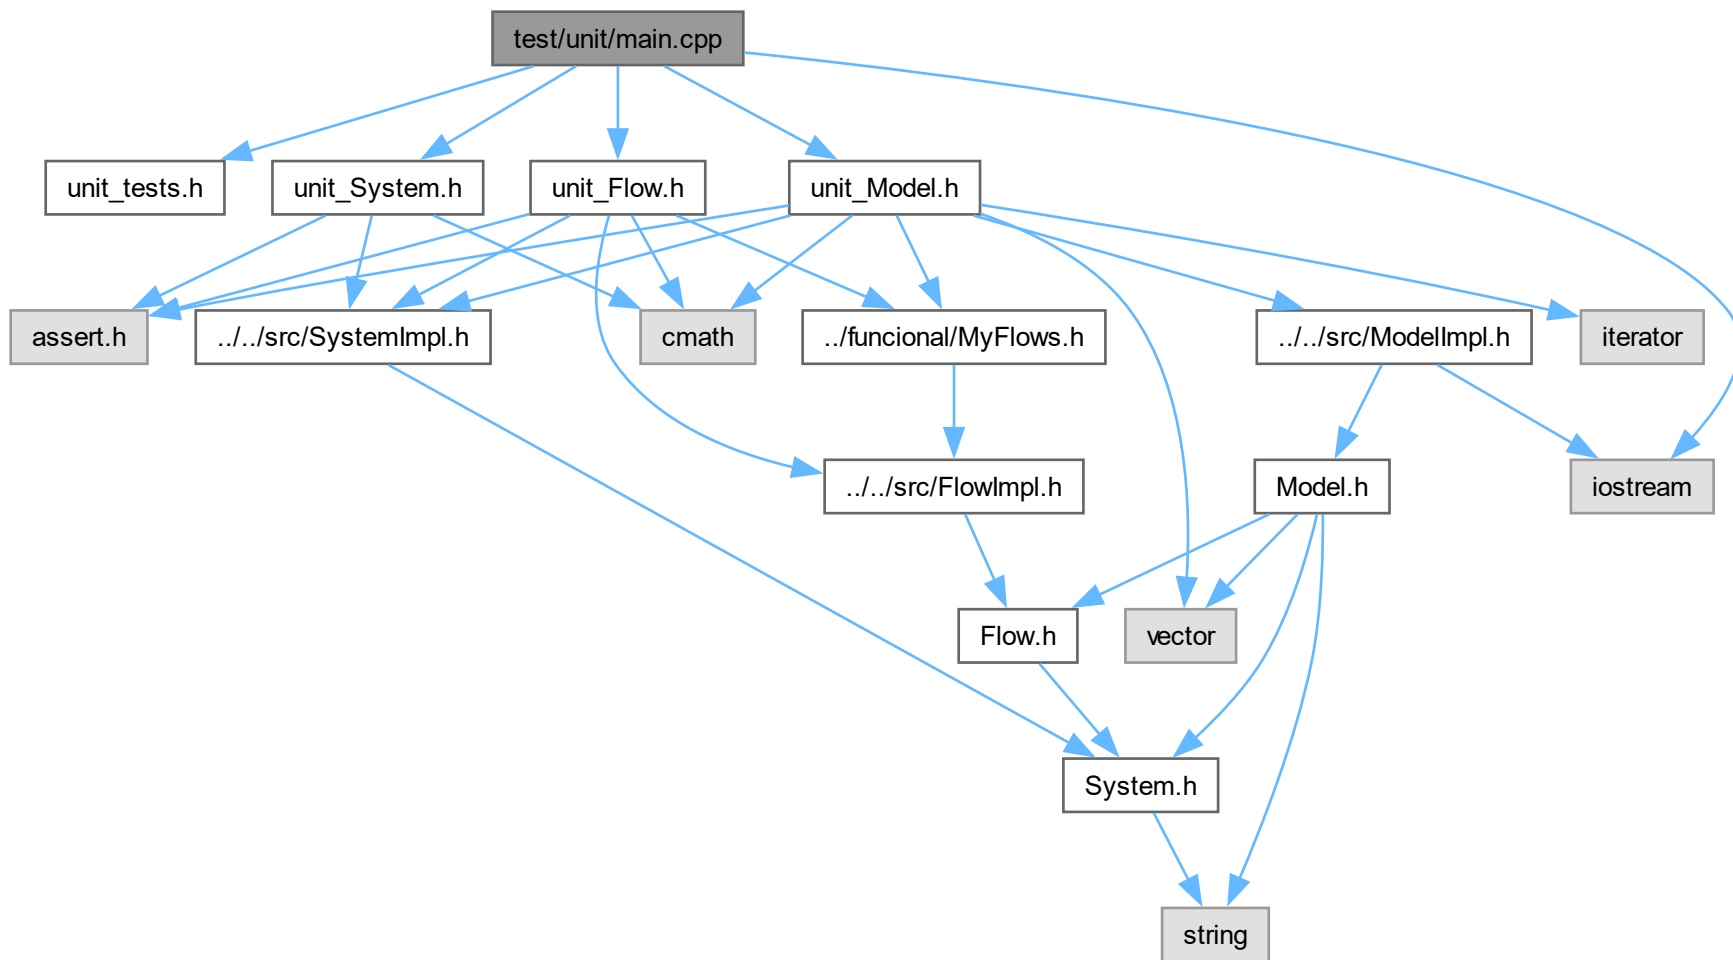 test/unit/main.cpp
unit_tests.h
unit_System.h
unit_Flow.h
unit_Model.h
assert.h
../../src/SystemImpl.h
cmath
../funcional/MyFlows.h
../../src/ModelImpl.h
iterator
../../src/FlowImpl.h
Model.h
iostream
Flow.h
vector
System.h
string